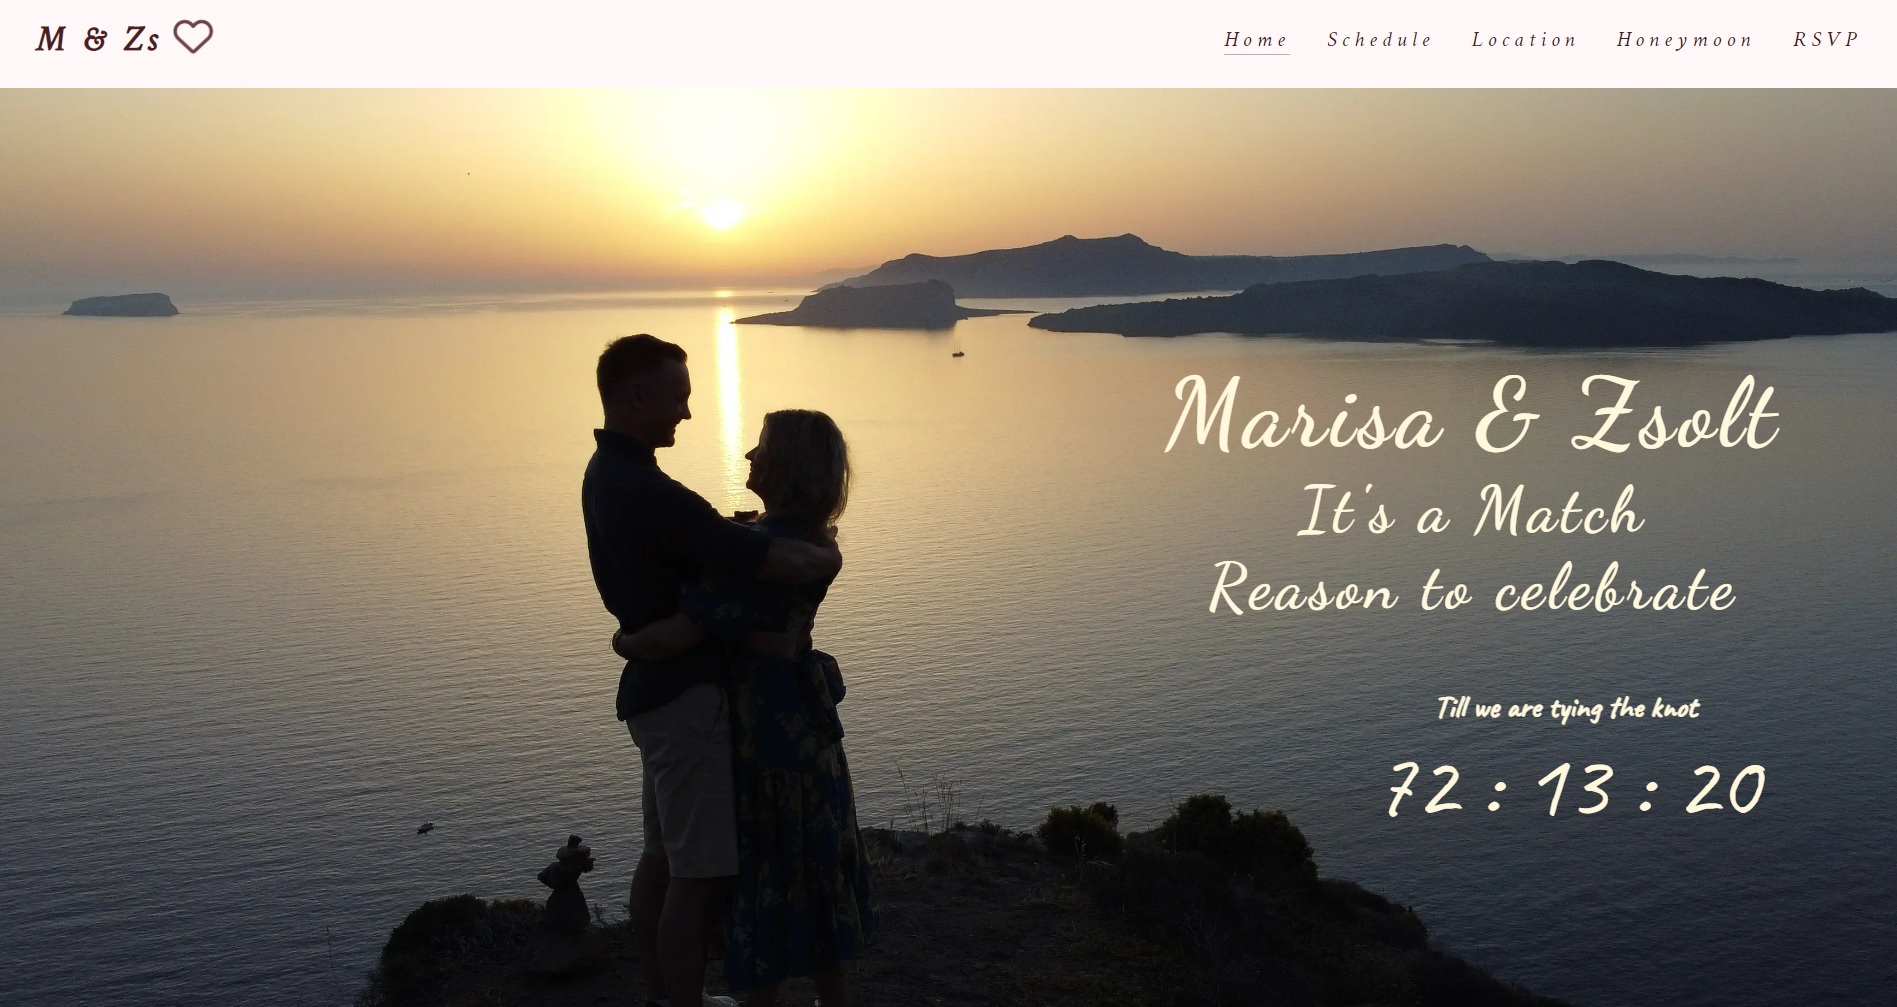 M & Zs
Home Schedule Location Honeymoon RSVP
Marisa & Zsolt
It's a Match
Reason to celebrate
Till we are tying the knot
72 : 13 : 20